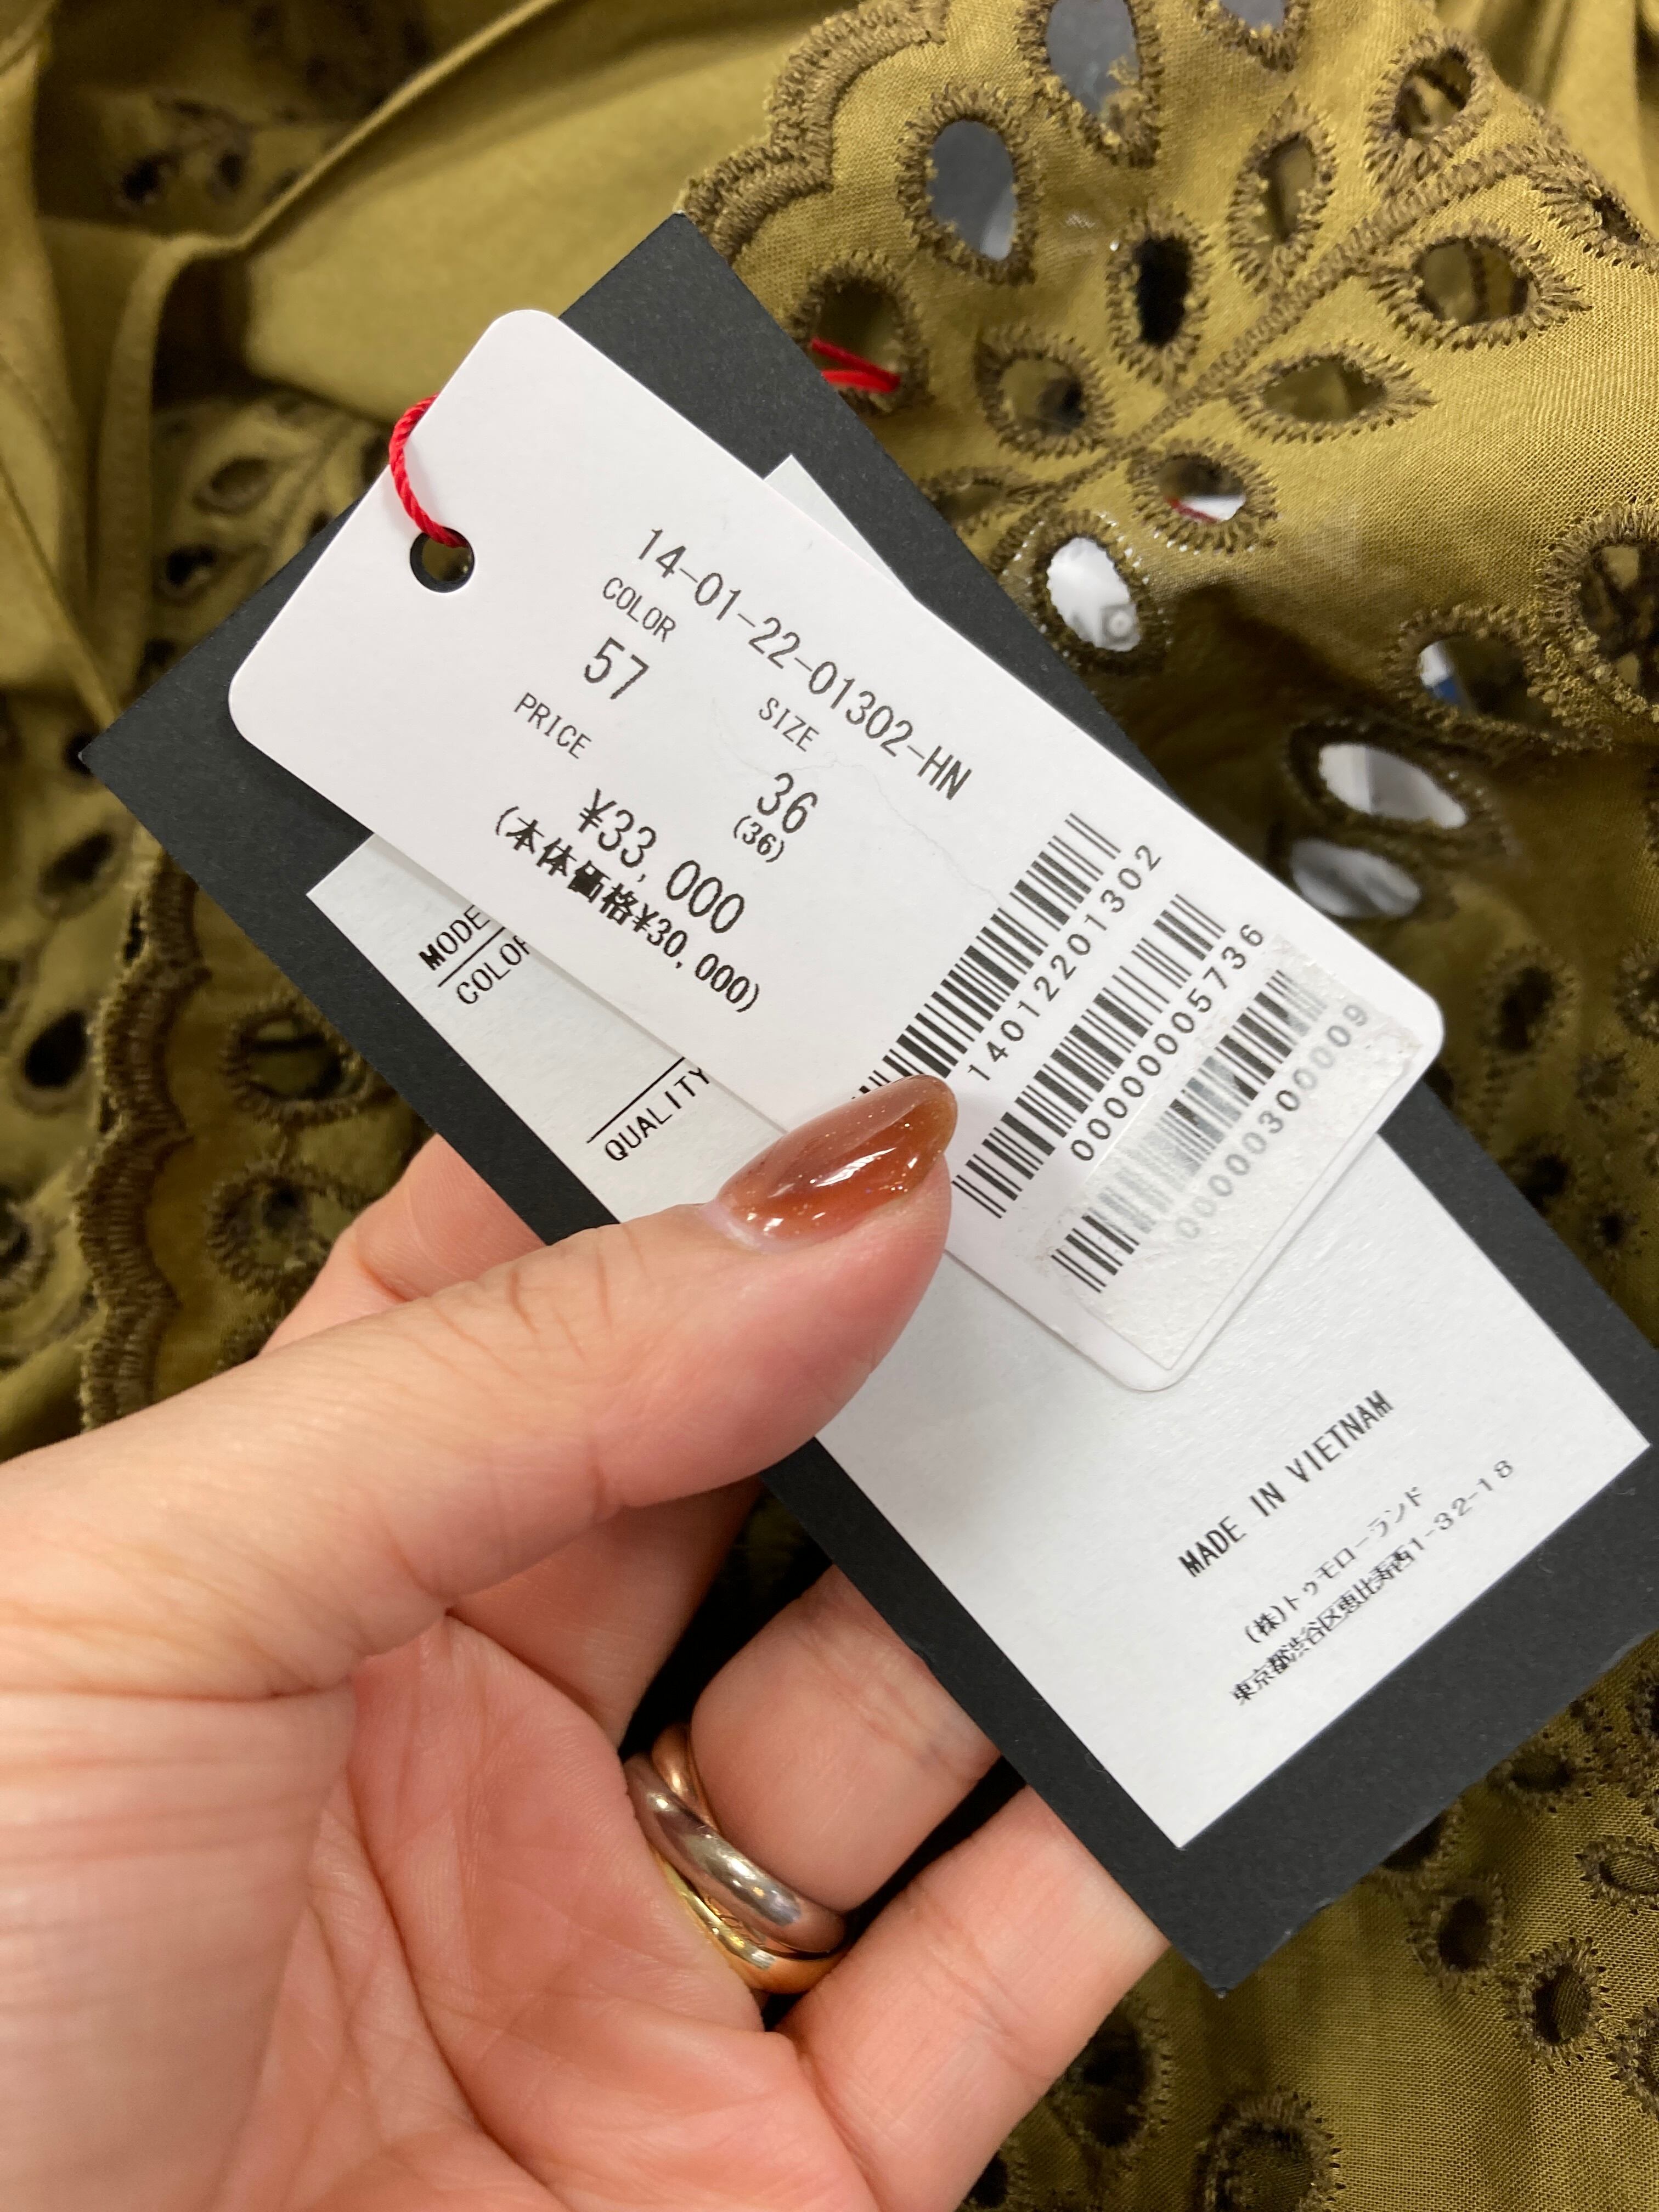 14-01-22-01302-HN
COLOR
57
SIZE
36
(36)
PRICE
¥33,000
(本体価格¥30,000)
140122201302
0000000005736
0000030000009
MODE
COLOR
QUALITY
MADE IN VIETNAM
(株)トゥモローランド
東京都渋谷区恵比寿西1-32-18